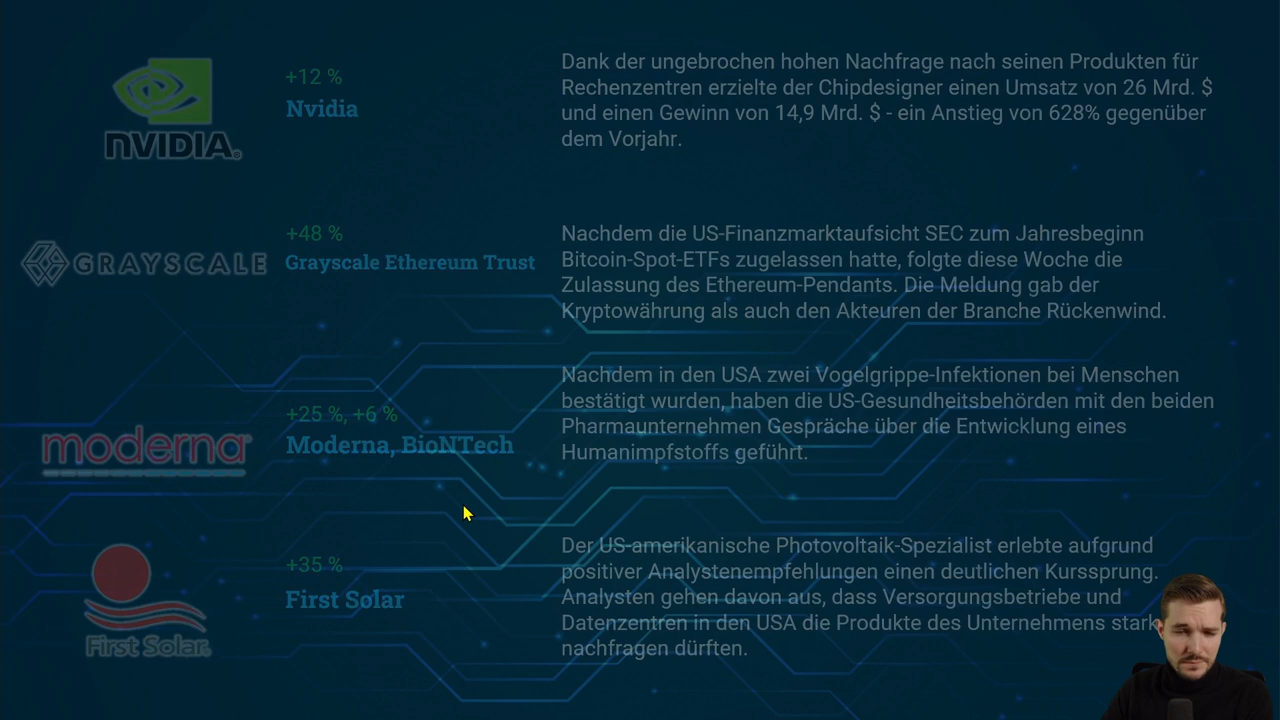 NVIDIA.
+12 %
Nvidia
Dank der ungebrochen hohen Nachfrage nach seinen Produkten für
Rechenzentren erzielte der Chipdesigner einen Umsatz von 26 Mrd. $
und einen Gewinn von 14,9 Mrd. $ - ein Anstieg von 628% gegenüber
dem Vorjahr.
GRAYSCALE
+48 %
Grayscale Ethereum Trust
Nachdem die US-Finanzmarktaufsicht SEC zum Jahresbeginn
Bitcoin-Spot-ETFs zugelassen hatte, folgte diese Woche die
Zulassung des Ethereum-Pendants. Die Meldung gab der
Kryptowährung als auch den Akteuren der Branche Rückenwind.
moderna
+25 %, +6 %
Moderna, BioNTech
Nachdem in den USA zwei Vogelgrippe-Infektionen bei Menschen
bestätigt wurden, haben die US-Gesundheitsbehörden mit den beiden
Pharmaunternehmen Gespräche über die Entwicklung eines
Humanimpfstoffs geführt.
First Solar.
+35 %
First Solar
Der US-amerikanische Photovoltaik-Spezialist erlebte aufgrund
positiver Analystenempfehlungen einen deutlichen Kurssprung.
Analysten gehen davon aus, dass Versorgungsbetriebe und
Datenzentren in den USA die Produkte des Unternehmens stark
nachfragen dürften.